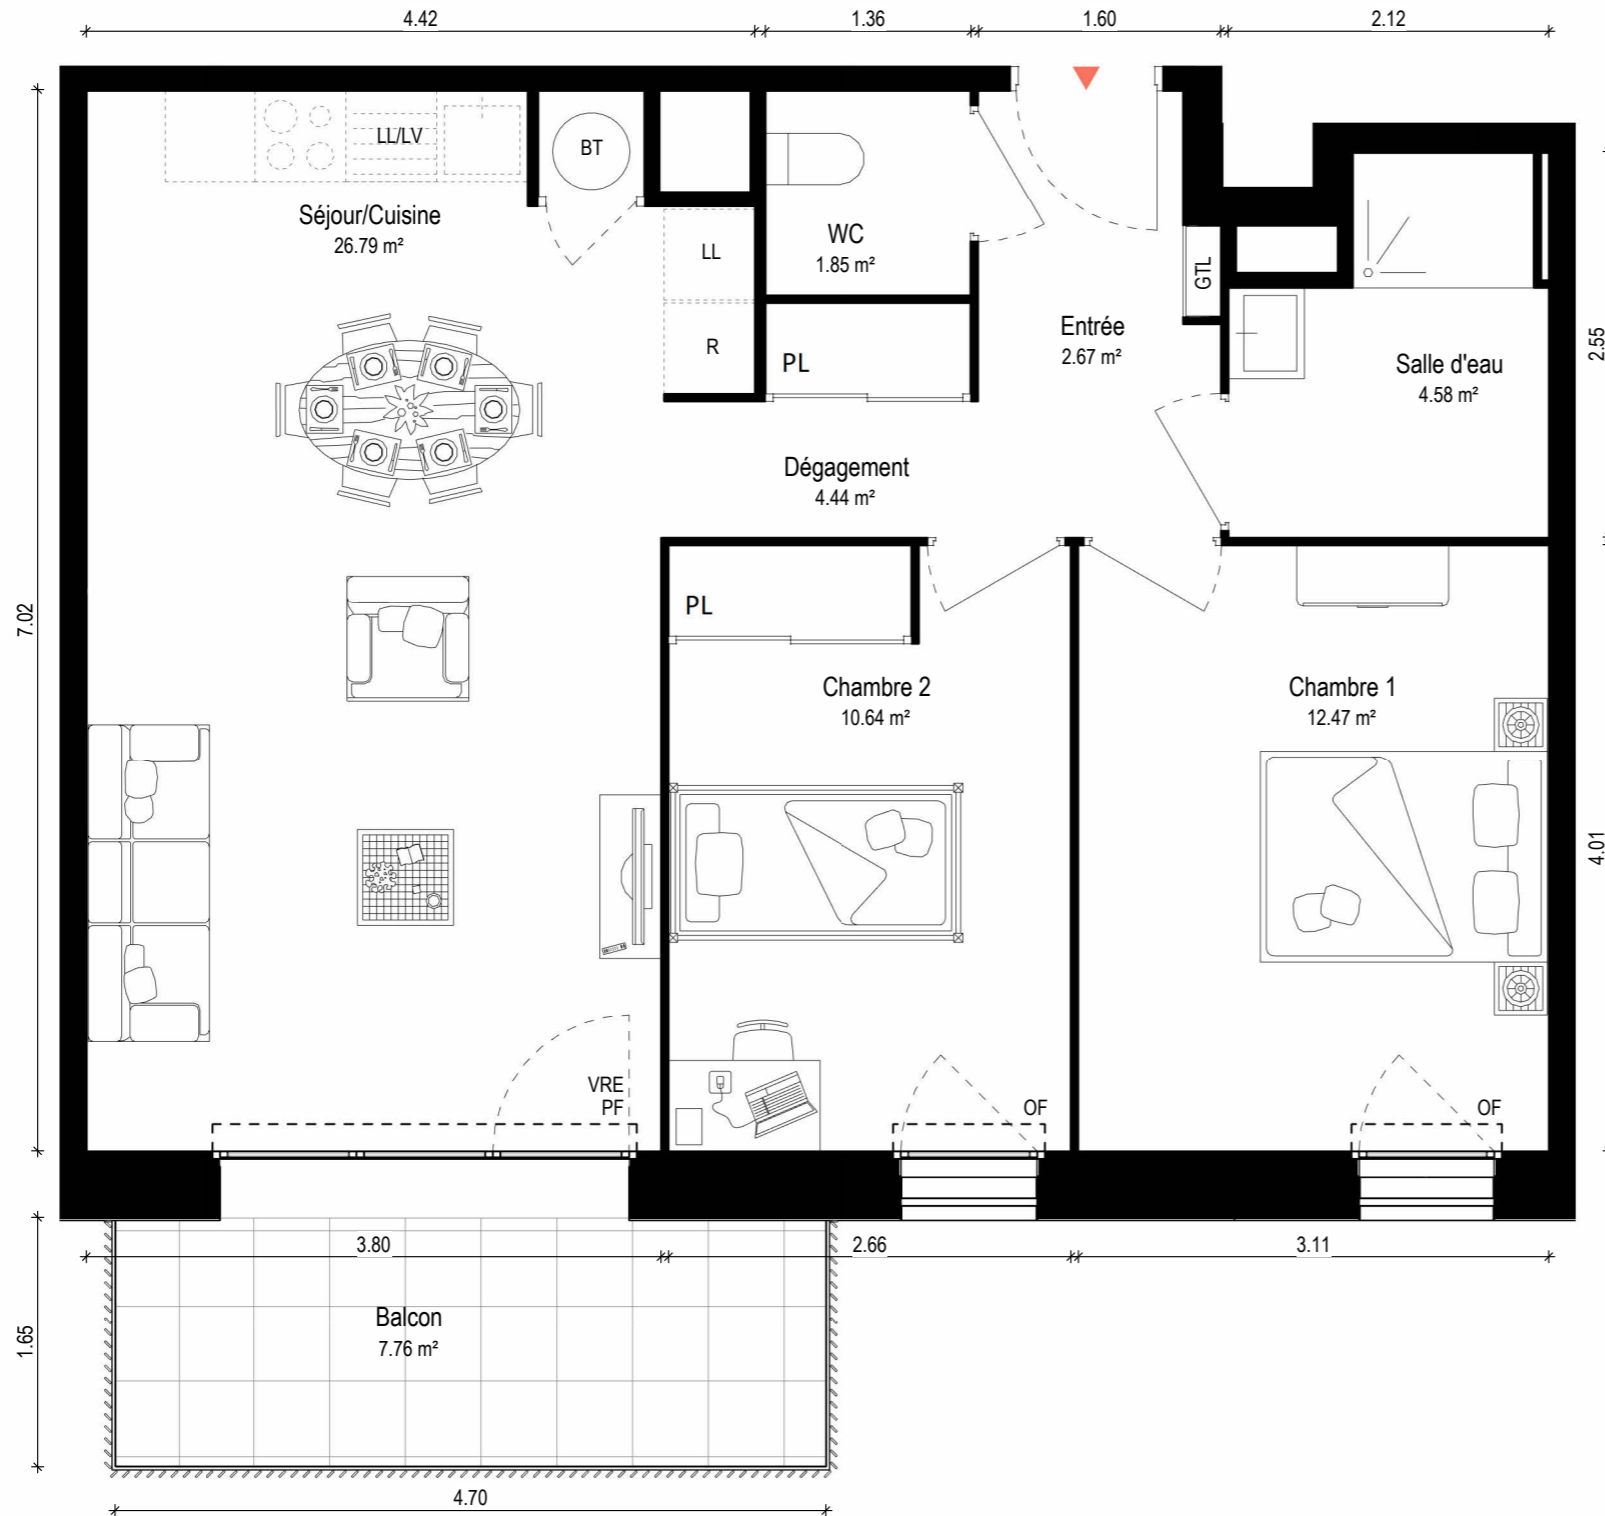 4.42
1.36
1.60
2.12
LL/LV
BT
Séjour/Cuisine
26.79 m²
WC
1.85 m²
LL
GTL
R
PL
Entrée
2.67 m²
Salle d'eau
4.58 m²
2.55
Dégagement
4.44 m²
7.02
PL
Chambre 2
10.64 m²
Chambre 1
12.47 m²
4.01
VRE
PF
OF
OF
3.80
2.66
3.11
Balcon
7.76 m²
1.65
4.70